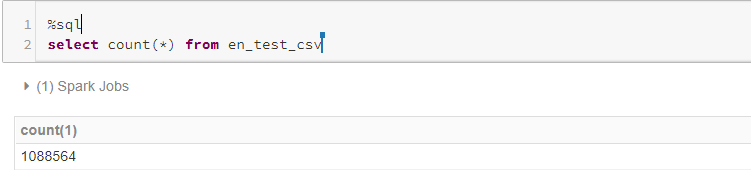 1 %sql
2 select count(*) from en_test_csv
(1) Spark Jobs
count(1)
1088564